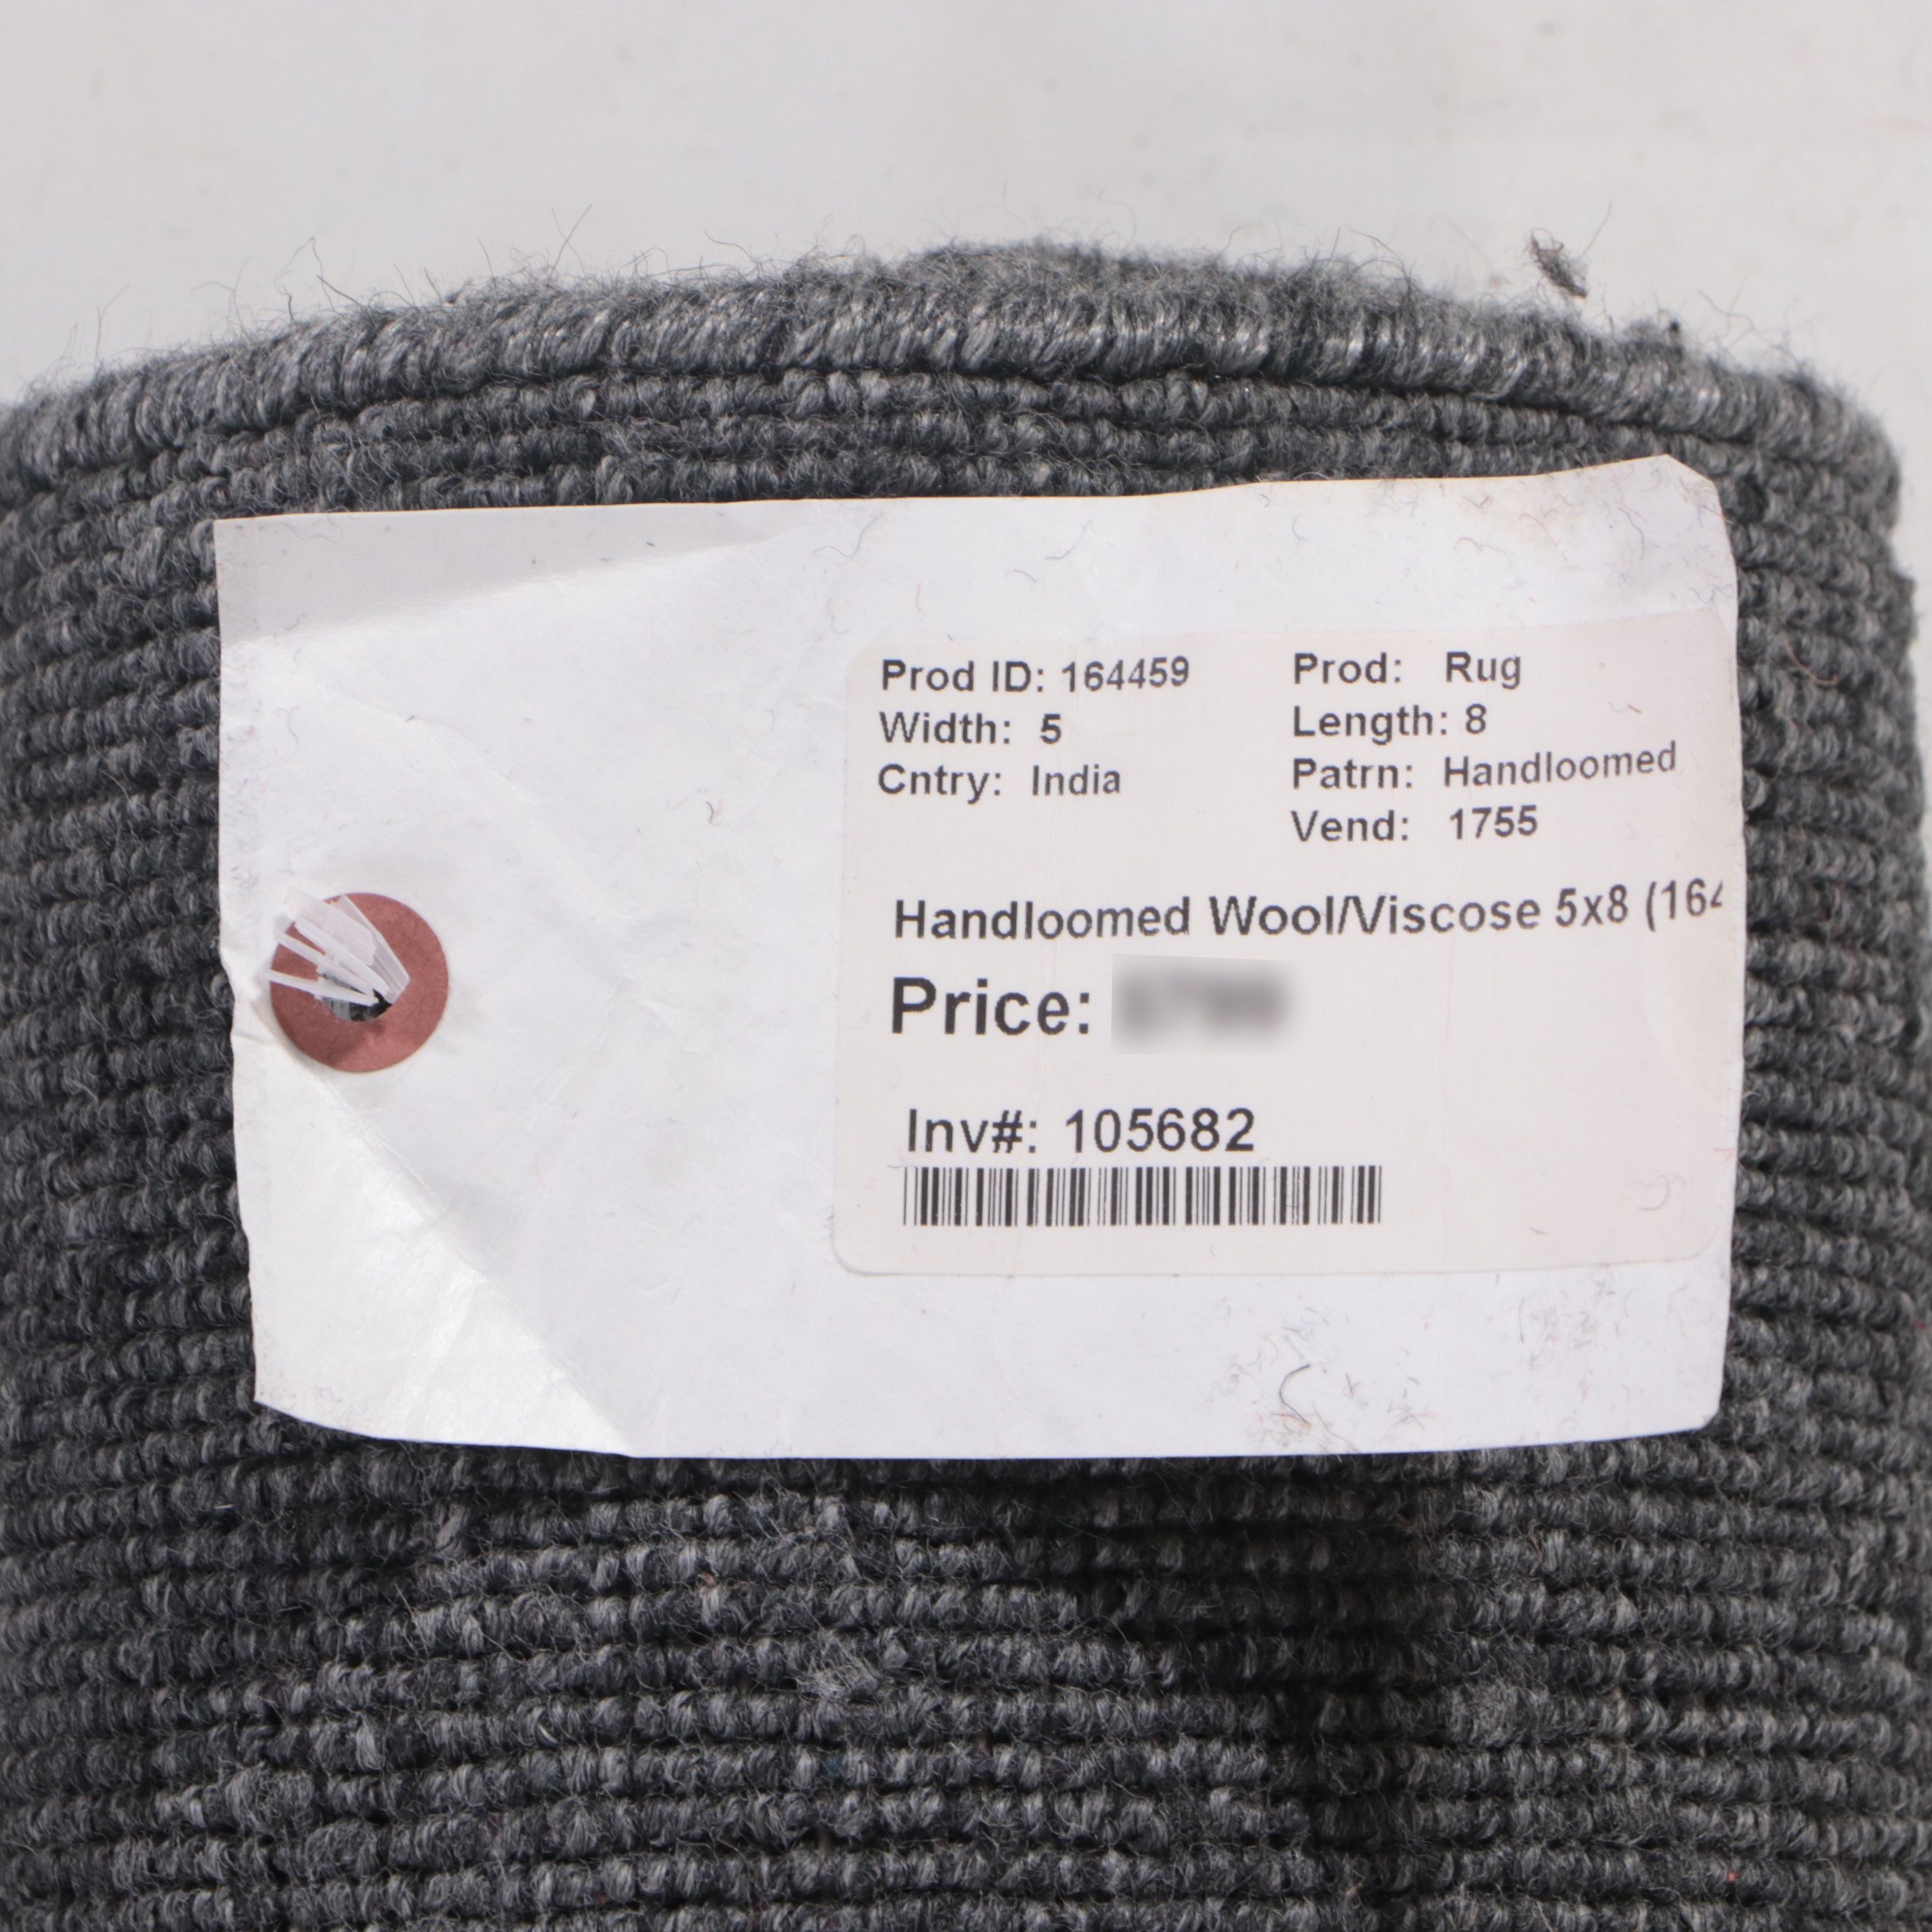 Prod ID: 164459 Prod: Rug
Width: 5 Length: 8
Cntry: India Patrn: Handloomed
Vend: 1755
Handloomed Wool/Viscose 5x8 (164
Price:
Inv#: 105682